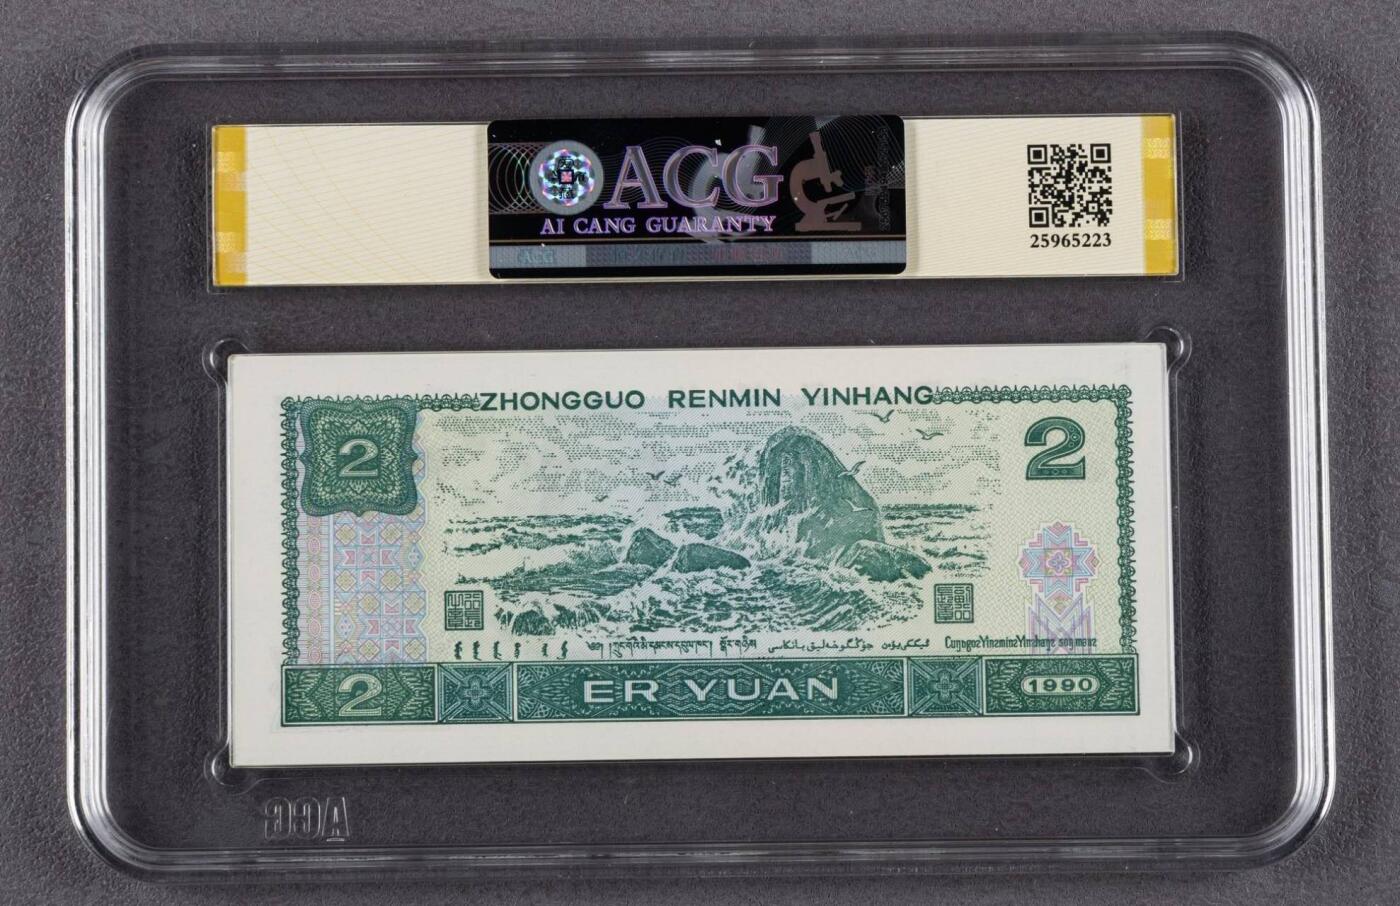 ACG
AI CANG GUARANTY
25965223
ZHONGGUO RENMIN YINHANG
2
2
2
ER YUAN
1990
ACG